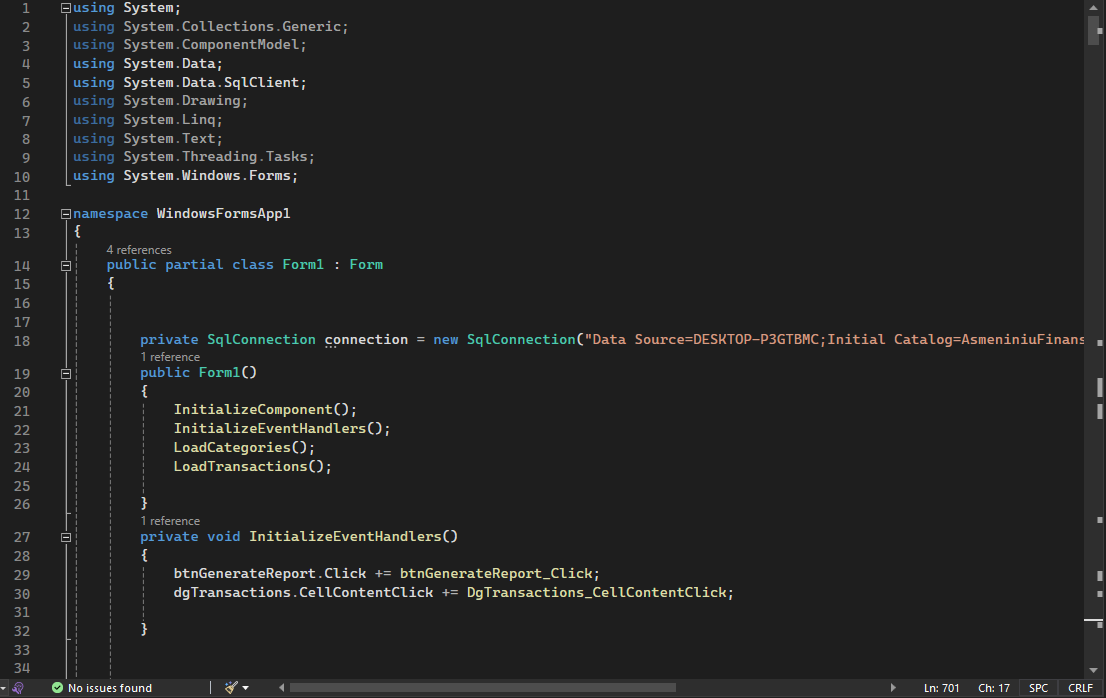 1 using System;
2 using System.Collections.Generic;
3 using System.ComponentModel;
4 using System.Data;
5 using System.Data.SqlClient;
6 using System.Drawing;
7 using System.Linq;
8 using System.Text;
9 using System.Threading.Tasks;
10 using System.Windows.Forms;
11
12 namespace WindowsFormsApp1
13 {
4 references
14 public partial class Form1 : Form
15 {
16
17
18 private SqlConnection connection = new SqlConnection("Data Source=DESKTOP-P3GTBMC;Initial Catalog=AsmeniniuFinans
1 reference
19 public Form1()
20 {
21 InitializeComponent();
22 InitializeEventHandlers();
23 LoadCategories();
24 LoadTransactions();
25
26 }
1 reference
27 private void InitializeEventHandlers()
28 {
29 btnGenerateReport.Click += btnGenerateReport_Click;
30 dgTransactions.CellContentClick += DgTransactions_CellContentClick;
31
32 }
33
34
No issues found Ln: 701 Ch: 17 SPC CRLF